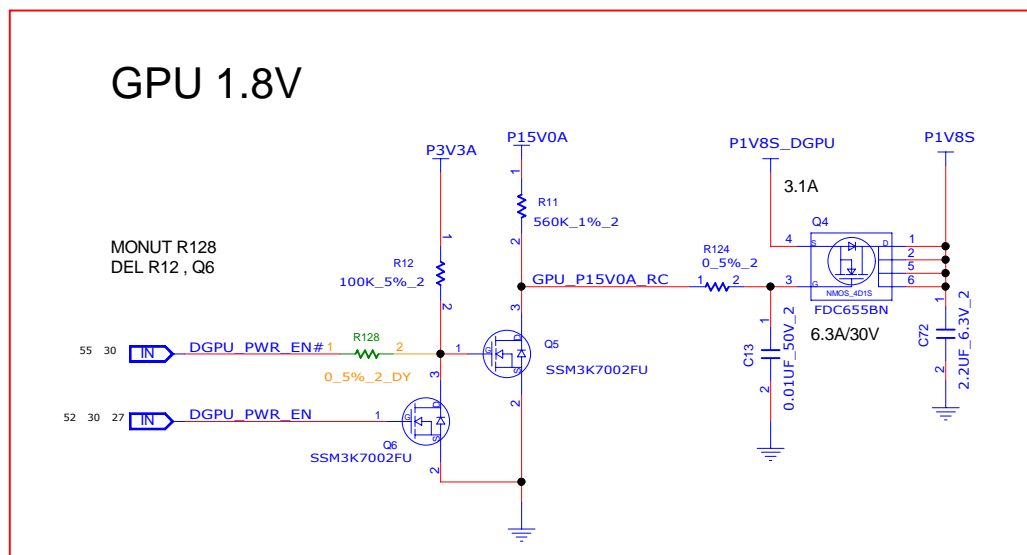 GPU 1.8V
P15V0A
P3V3A
P1V8S_DGPU
P1V8S
1
3.1A
R11
560K_1%_2
2
Q4
MONUT R128
DEL R12 , Q6
1
R12
100K_5%_2
2
R124
0_5%_2
4 S D 1
2
5
GPU_P15V0A_RC
1 2
3 G 6
NMOS_4D1S
FDC655BN
6.3A/30V
3
1
C13
0.01UF_50V_2
2
1
C72
2.2UF_6.3V_2
2
55 30 IN DGPU_PWR_EN# 1 R128 2
0_5%_2_DY
1 G D S
Q5
SSM3K7002FU
2
3
52 30 27 IN DGPU_PWR_EN 1 G D S
Q6
SSM3K7002FU
2